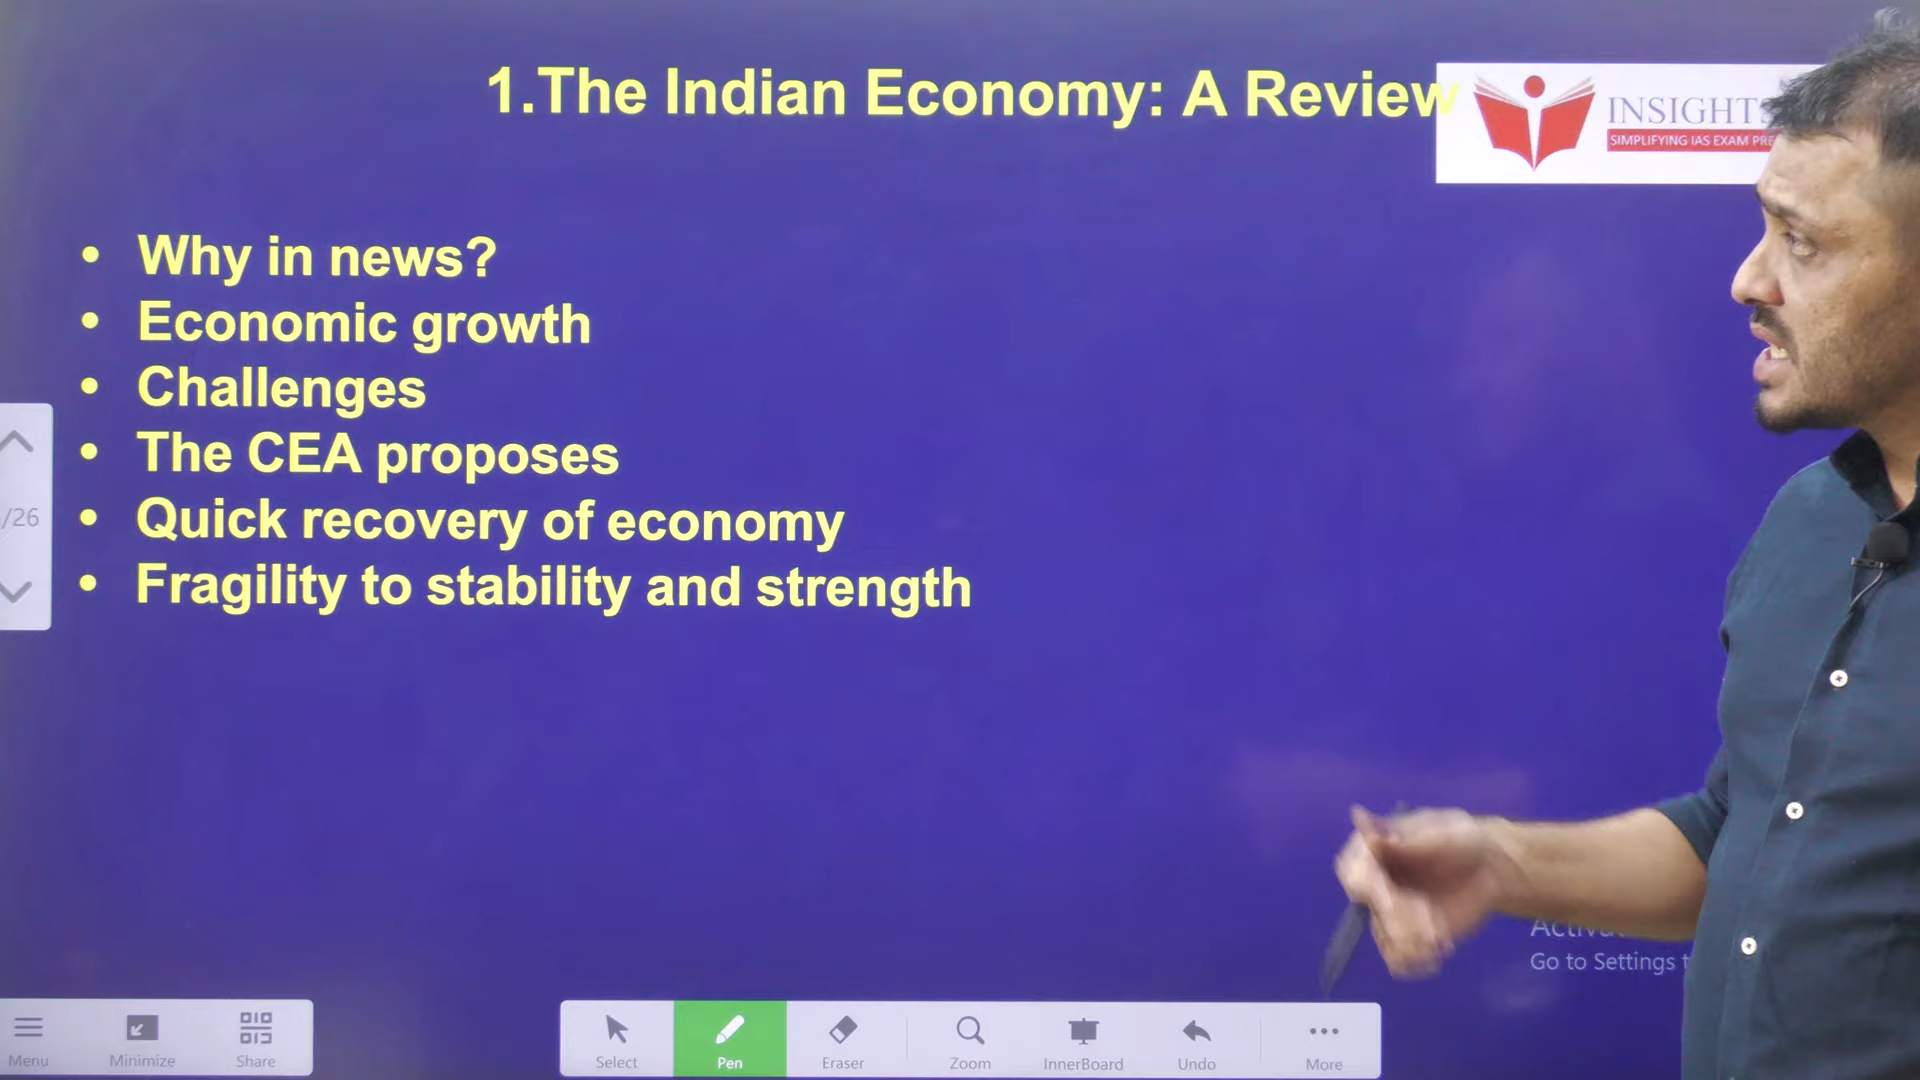 1.The Indian Economy: A Review
INSIGHTS
SIMPLIFYING IAS EXAM
• Why in news?
• Economic growth
• Challenges
• The CEA proposes
• Quick recovery of economy
• Fragility to stability and strength
/26
Go to Settings
Menu
Minimize
Share
Select
Pen
Eraser
Zoom
InnerBoard
Undo
More